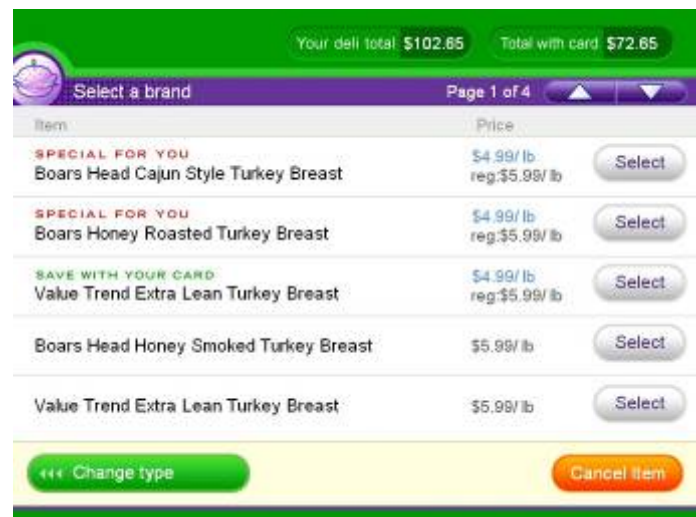 Your deli total $102.65 Total with card $72.65
Select a brand Page 1 of 4
Item Price
SPECIAL FOR YOU $4.99/ lb
Boars Head Cajun Style Turkey Breast reg:$5.99/ lb Select
SPECIAL FOR YOU $4.99/ lb
Boars Honey Roasted Turkey Breast reg:$5.99/ lb Select
SAVE WITH YOUR CARD $4.99/ lb
Value Trend Extra Lean Turkey Breast reg:$5.99/ lb Select
Boars Head Honey Smoked Turkey Breast $5.99/ lb Select
Value Trend Extra Lean Turkey Breast $5.99/ lb Select
Change type Cancel Item